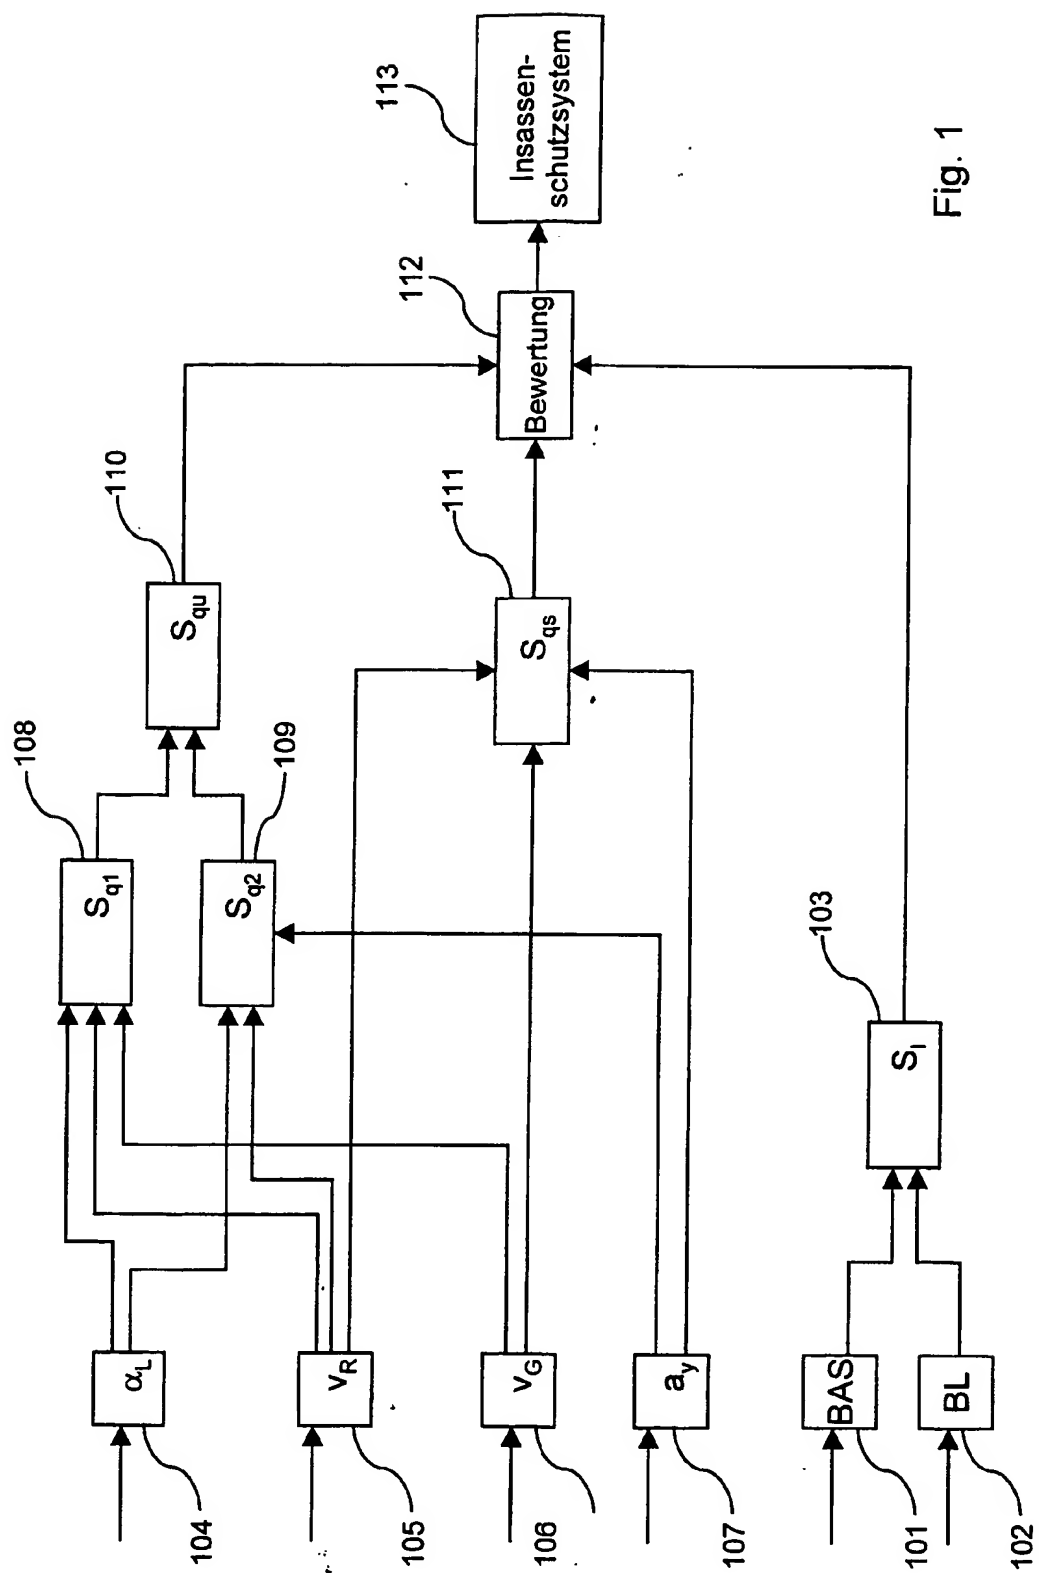 104
α_L
105
v_R
106
v_G
107
a_y
101
BAS
102
BL
108
S_q1
109
S_q2
103
S_l
110
S_qu
111
S_qs
112
Bewertung
113
Insassen-
schutzsystem
Fig. 1